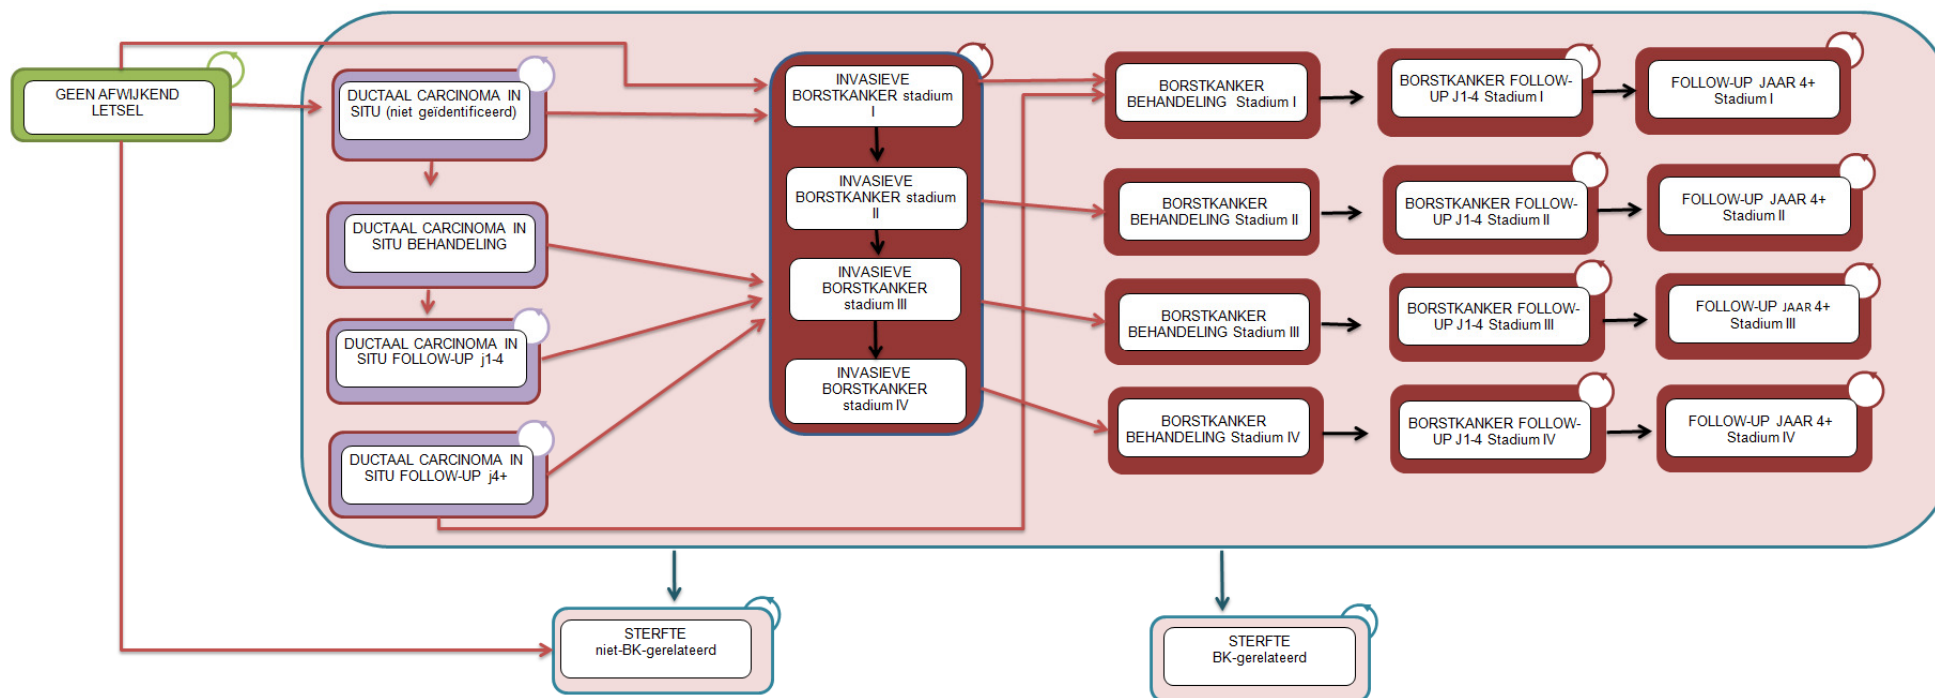 GEEN AFWIJKEND
LETSEL
DUCTAAL CARCINOMA IN
SITU (niet geïdentificeerd)
DUCTAAL CARCINOMA IN
SITU BEHANDELING
DUCTAAL CARCINOMA IN
SITU FOLLOW-UP j1-4
DUCTAAL CARCINOMA IN
SITU FOLLOW-UP j4+
INVASIEVE
BORSTKANKER stadium
I
INVASIEVE
BORSTKANKER stadium
II
INVASIEVE
BORSTKANKER
stadium III
INVASIEVE
BORSTKANKER
stadium IV
BORSTKANKER
BEHANDELING Stadium I
BORSTKANKER FOLLOW-
UP J1-4 Stadium I
FOLLOW-UP JAAR 4+
Stadium I
BORSTKANKER
BEHANDELING Stadium II
BORSTKANKER FOLLOW-
UP J1-4 Stadium II
FOLLOW-UP JAAR 4+
Stadium II
BORSTKANKER
BEHANDELING Stadium III
BORSTKANKER FOLLOW-
UP J1-4 Stadium III
FOLLOW-UP JAAR 4+
Stadium III
BORSTKANKER
BEHANDELING Stadium IV
BORSTKANKER FOLLOW-
UP J1-4 Stadium IV
FOLLOW-UP JAAR 4+
Stadium IV
STERFTE
niet-BK-gerelateerd
STERFTE
BK-gerelateerd